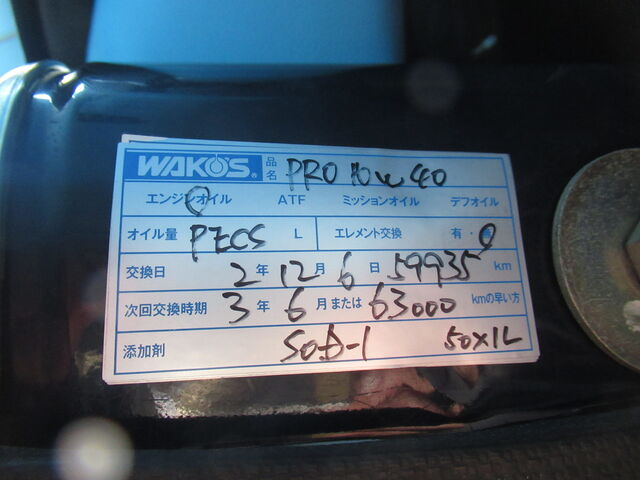 WAKO'S® 品名 PRO 10W40
エンジンオイル ATF ミッションオイル デフオイル
オイル量 PECS L エレメント交換 有・
交換日 2年 12月 6日 59935 km
次回交換時期 3年 6月または 63000 kmの早い方
添加剤 S.O.D-1 50×1L